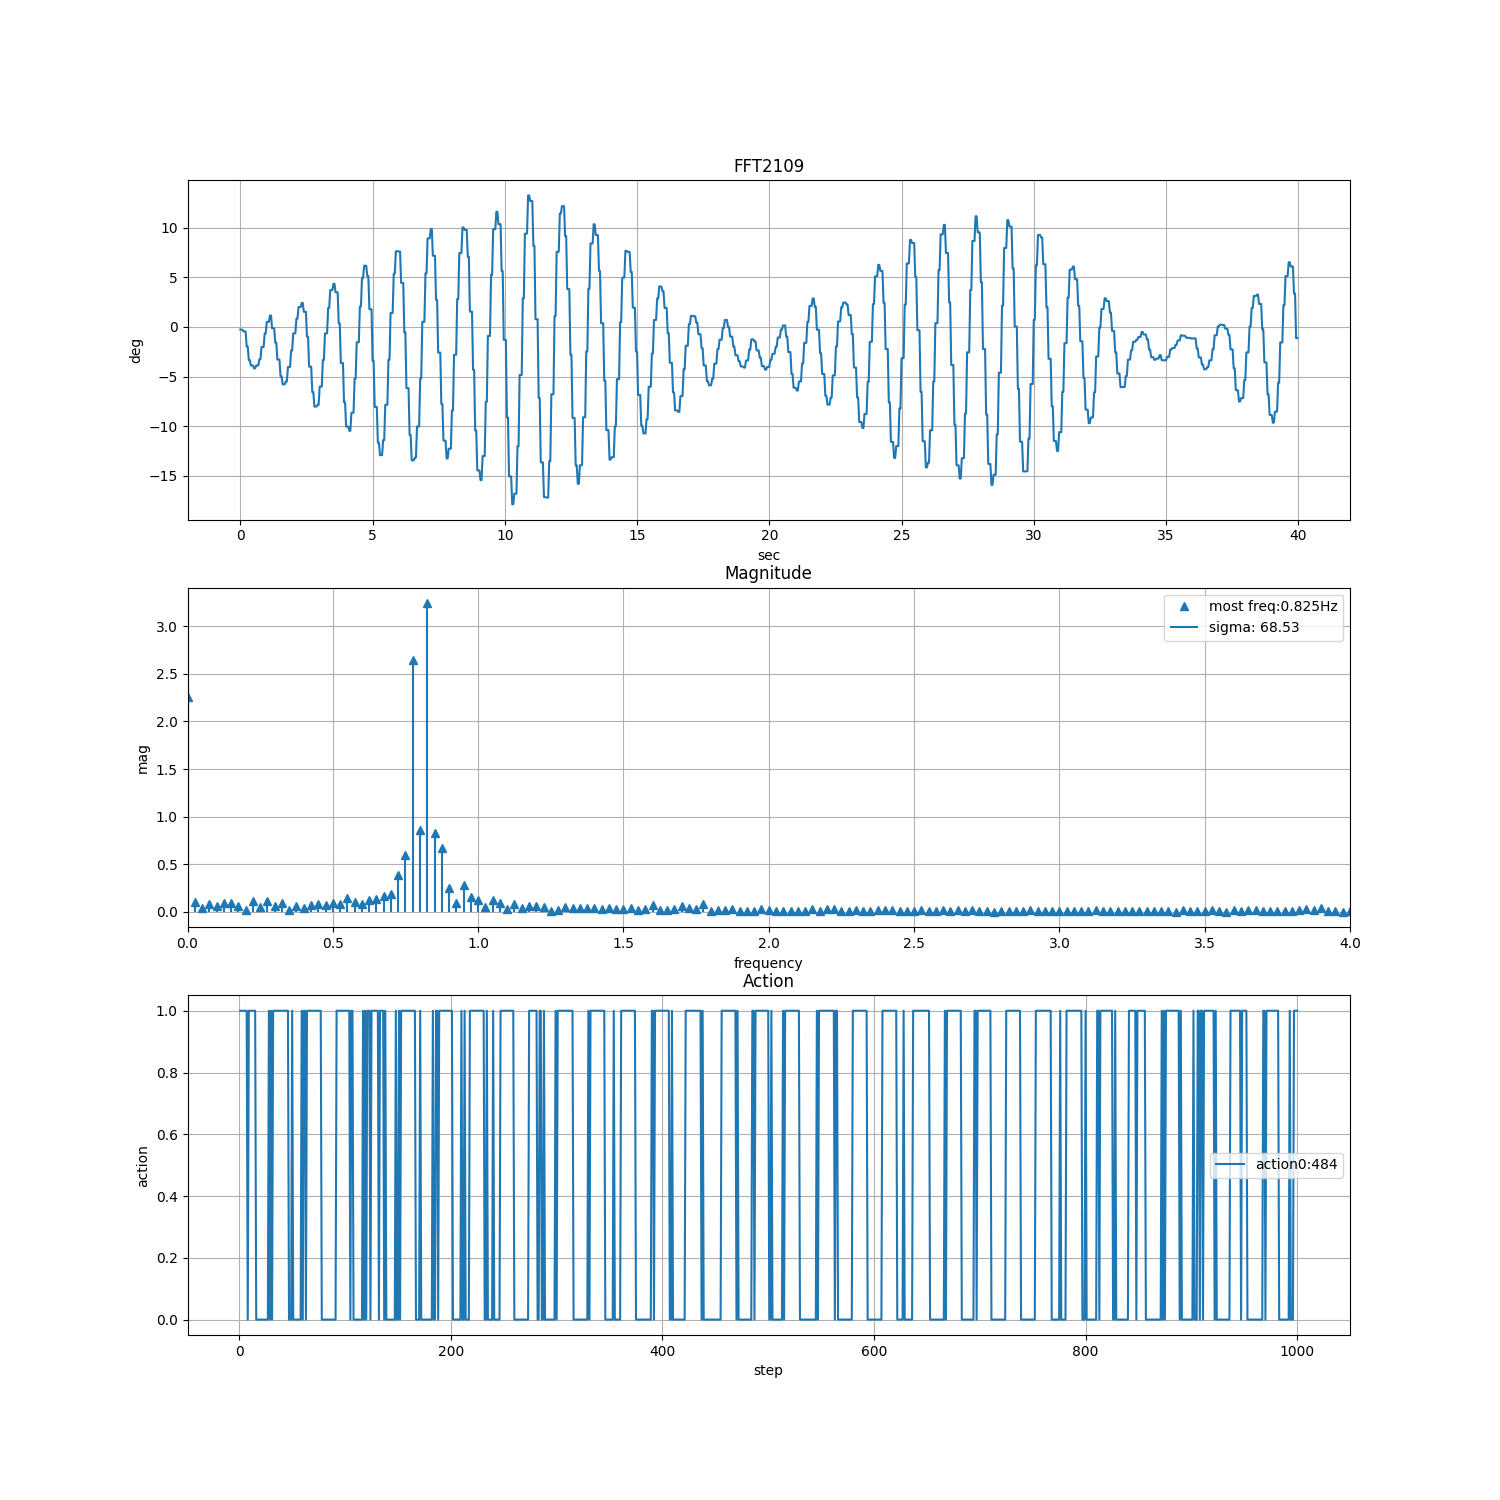 FFT2109
deg
10
5
0
−5
−10
−15
0 5 10 15 20 25 30 35 40
sec
Magnitude
most freq:0.825Hz
sigma: 68.53
mag
3.0
2.5
2.0
1.5
1.0
0.5
0.0
0.0 0.5 1.0 1.5 2.0 2.5 3.0 3.5 4.0
frequency
Action
action0:484
action
1.0
0.8
0.6
0.4
0.2
0.0
0 200 400 600 800 1000
step